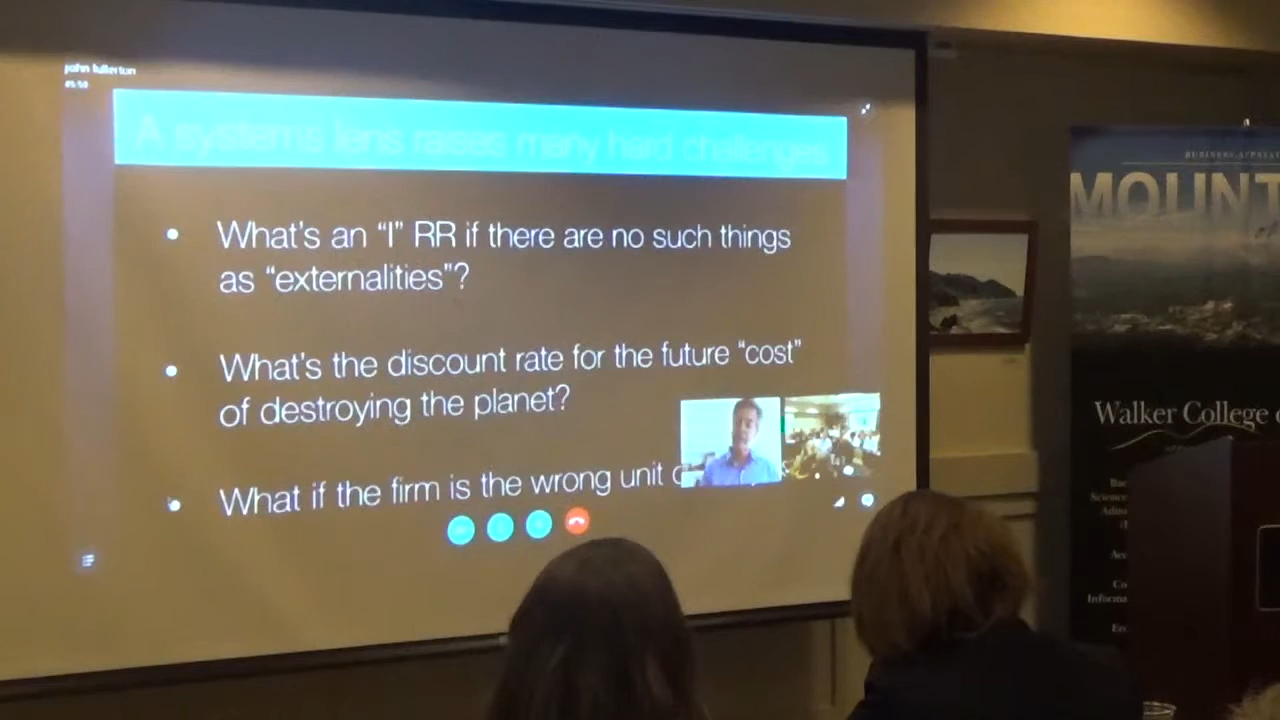 john fullerton
A systems lens raises many hard challenges
• What's an "I" RR if there are no such things
as "externalities"?
• What's the discount rate for the future "cost"
of destroying the planet?
• What if the firm is the wrong unit
MOUNT
Walker College